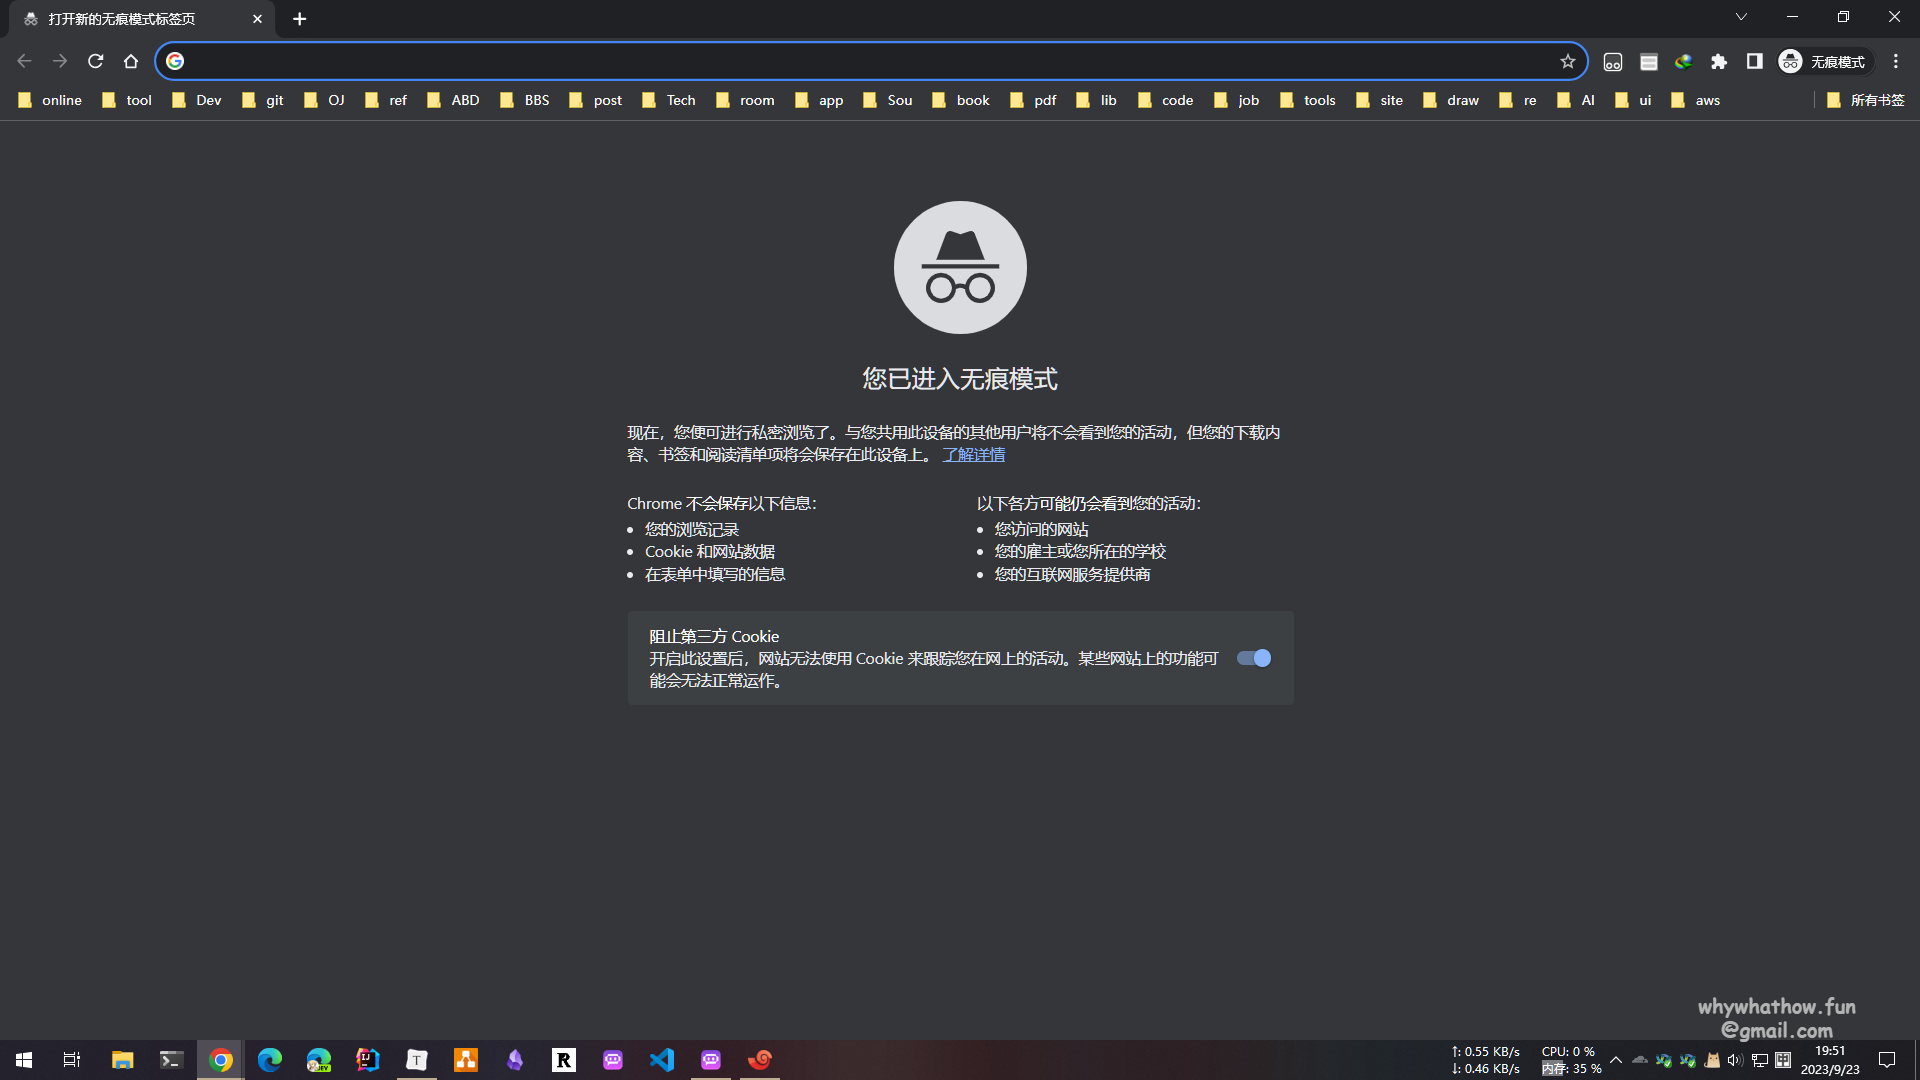 打开新的无痕模式标签页
无痕模式
online tool Dev git OJ ref ABD BBS post Tech room app Sou book pdf lib code job tools site draw re AI ui aws 所有书签
您已进入无痕模式
现在，您便可进行私密浏览了。与您共用此设备的其他用户将不会看到您的活动，但您的下载内
容、书签和阅读清单项将会保存在此设备上。 了解详情
Chrome 不会保存以下信息：
您的浏览记录
Cookie 和网站数据
在表单中填写的信息
以下各方可能仍会看到您的活动：
您访问的网站
您的雇主或您所在的学校
您的互联网服务提供商
阻止第三方 Cookie
开启此设置后，网站无法使用 Cookie 来跟踪您在网上的活动。某些网站上的功能可
能会无法正常运作。
whywhathow.fun
@gmail.com
↑: 0.55 KB/s CPU: 0 %
↓: 0.46 KB/s 内存: 35 %
19:51
2023/9/23